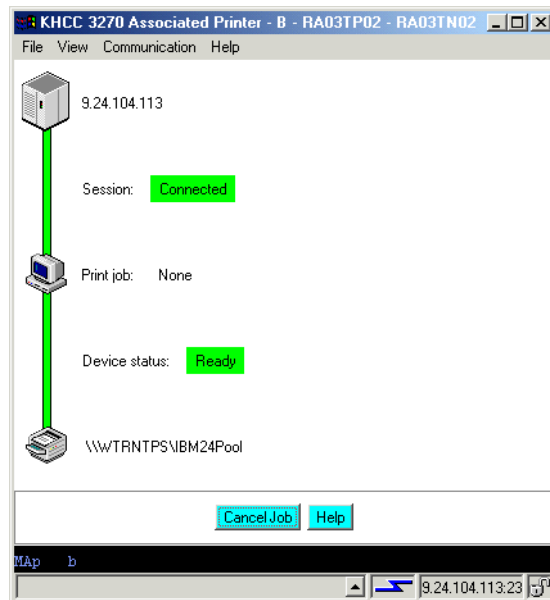 KHCC 3270 Associated Printer - B - RA03TP02 - RA03TN02
File View Communication Help
9.24.104.113
Session: Connected
Print job: None
Device status: Ready
\\WTRNTPS\IBM24Pool
Cancel Job Help
MAp b
9.24.104.113:23